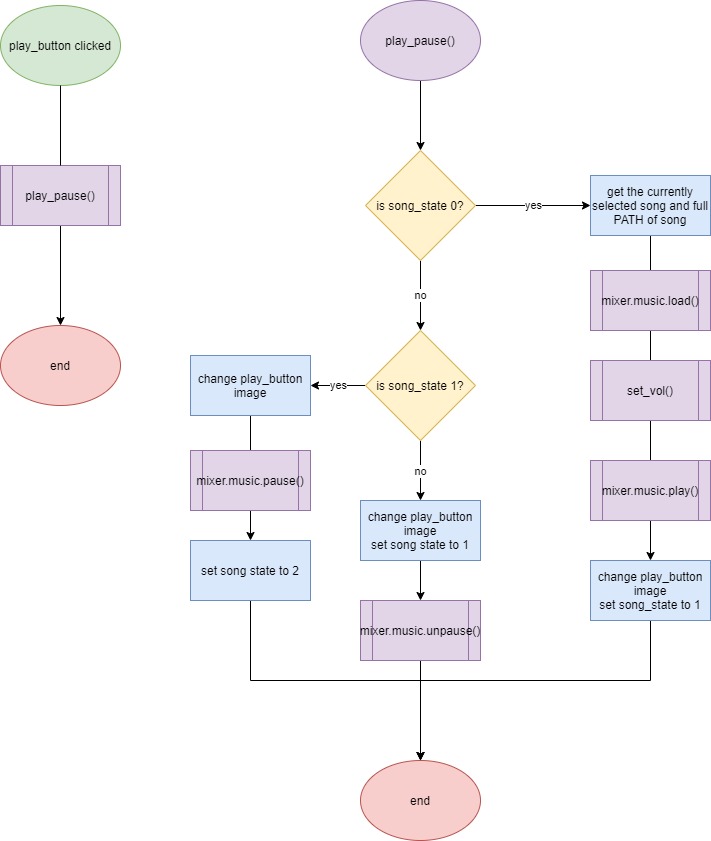 play_button clicked
play_pause()
end
play_pause()
is song_state 0?
yes
get the currently
selected song and full
PATH of song
mixer.music.load()
set_vol()
mixer.music.play()
change play_button
image
set song_state to 1
no
is song_state 1?
yes
change play_button
image
mixer.music.pause()
set song state to 2
no
change play_button
image
set song state to 1
mixer.music.unpause()
end